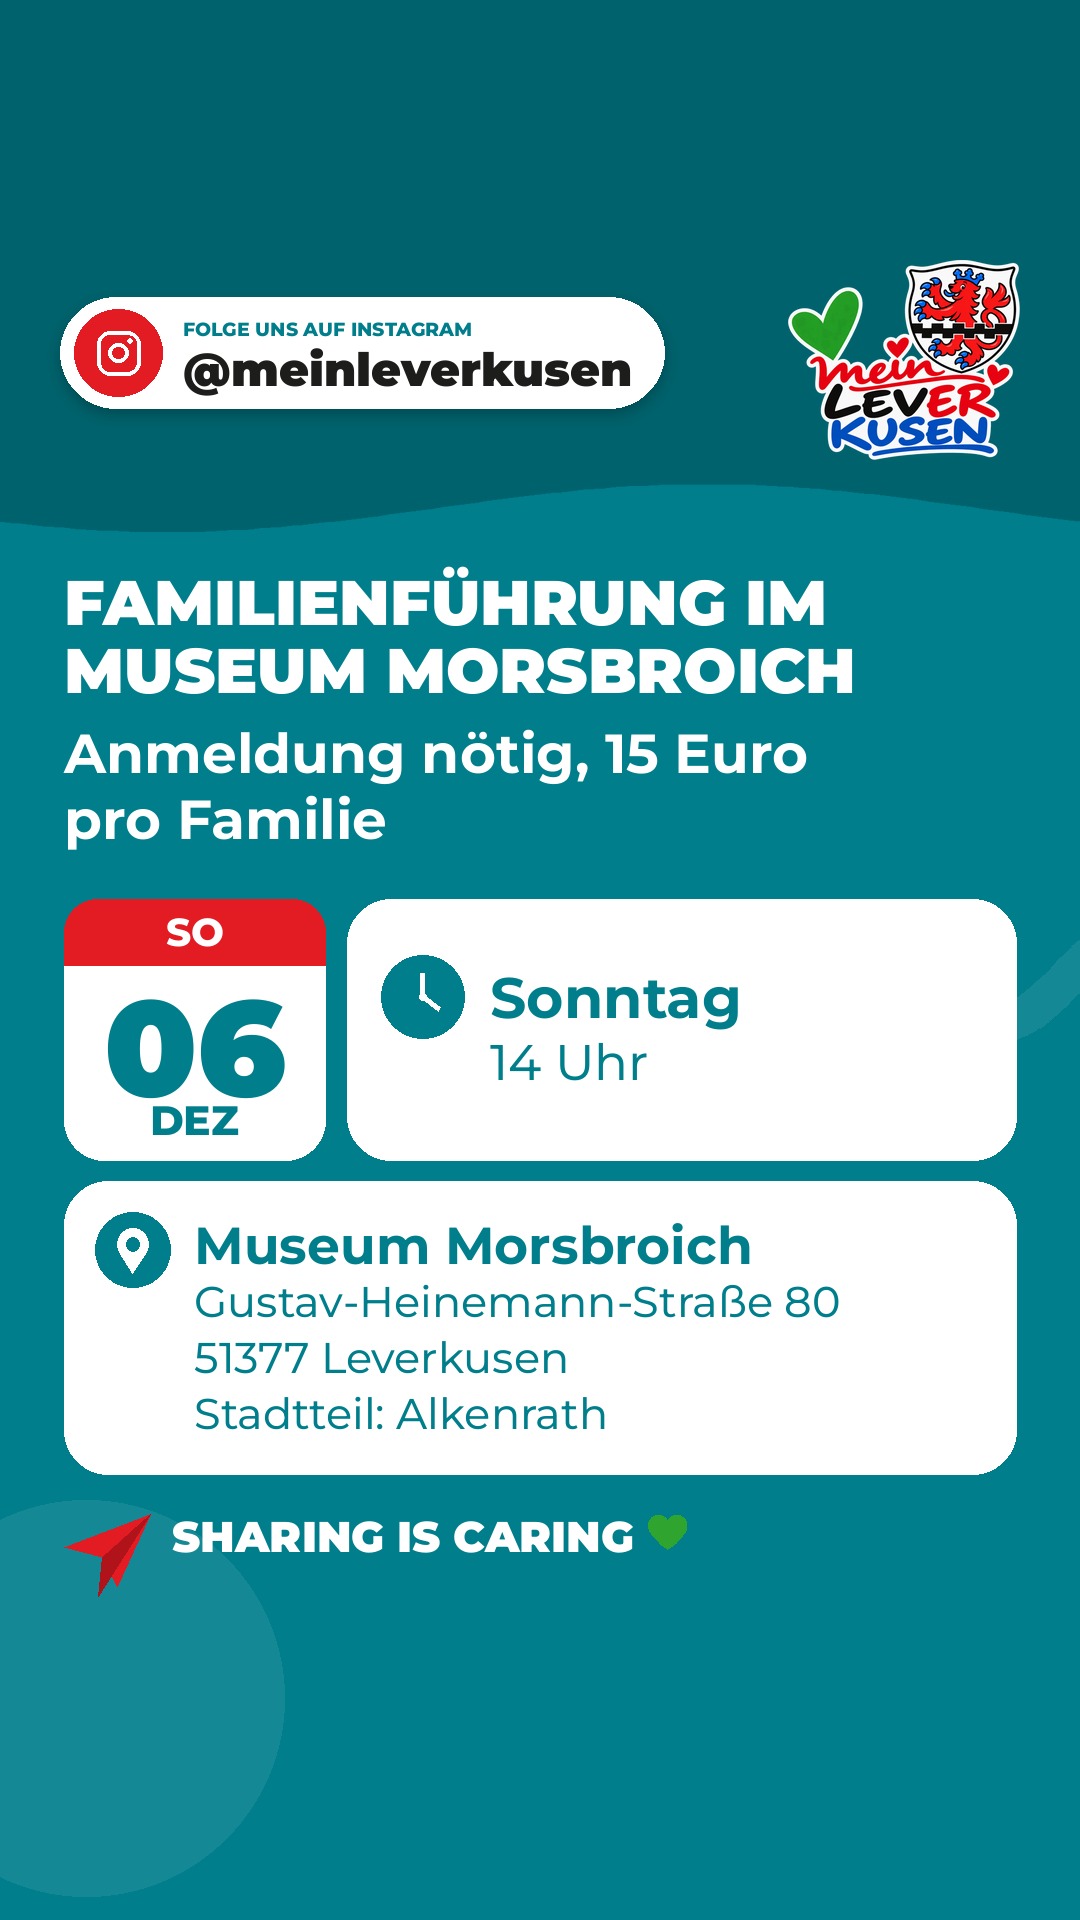 FOLGE UNS AUF INSTAGRAM
@meinleverkusen
mein
LEVER
KUSEN
FAMILIENFÜHRUNG IM
MUSEUM MORSBROICH
Anmeldung nötig, 15 Euro
pro Familie
SO
06
DEZ
Sonntag
14 Uhr
Museum Morsbroich
Gustav-Heinemann-Straße 80
51377 Leverkusen
Stadtteil: Alkenrath
SHARING IS CARING